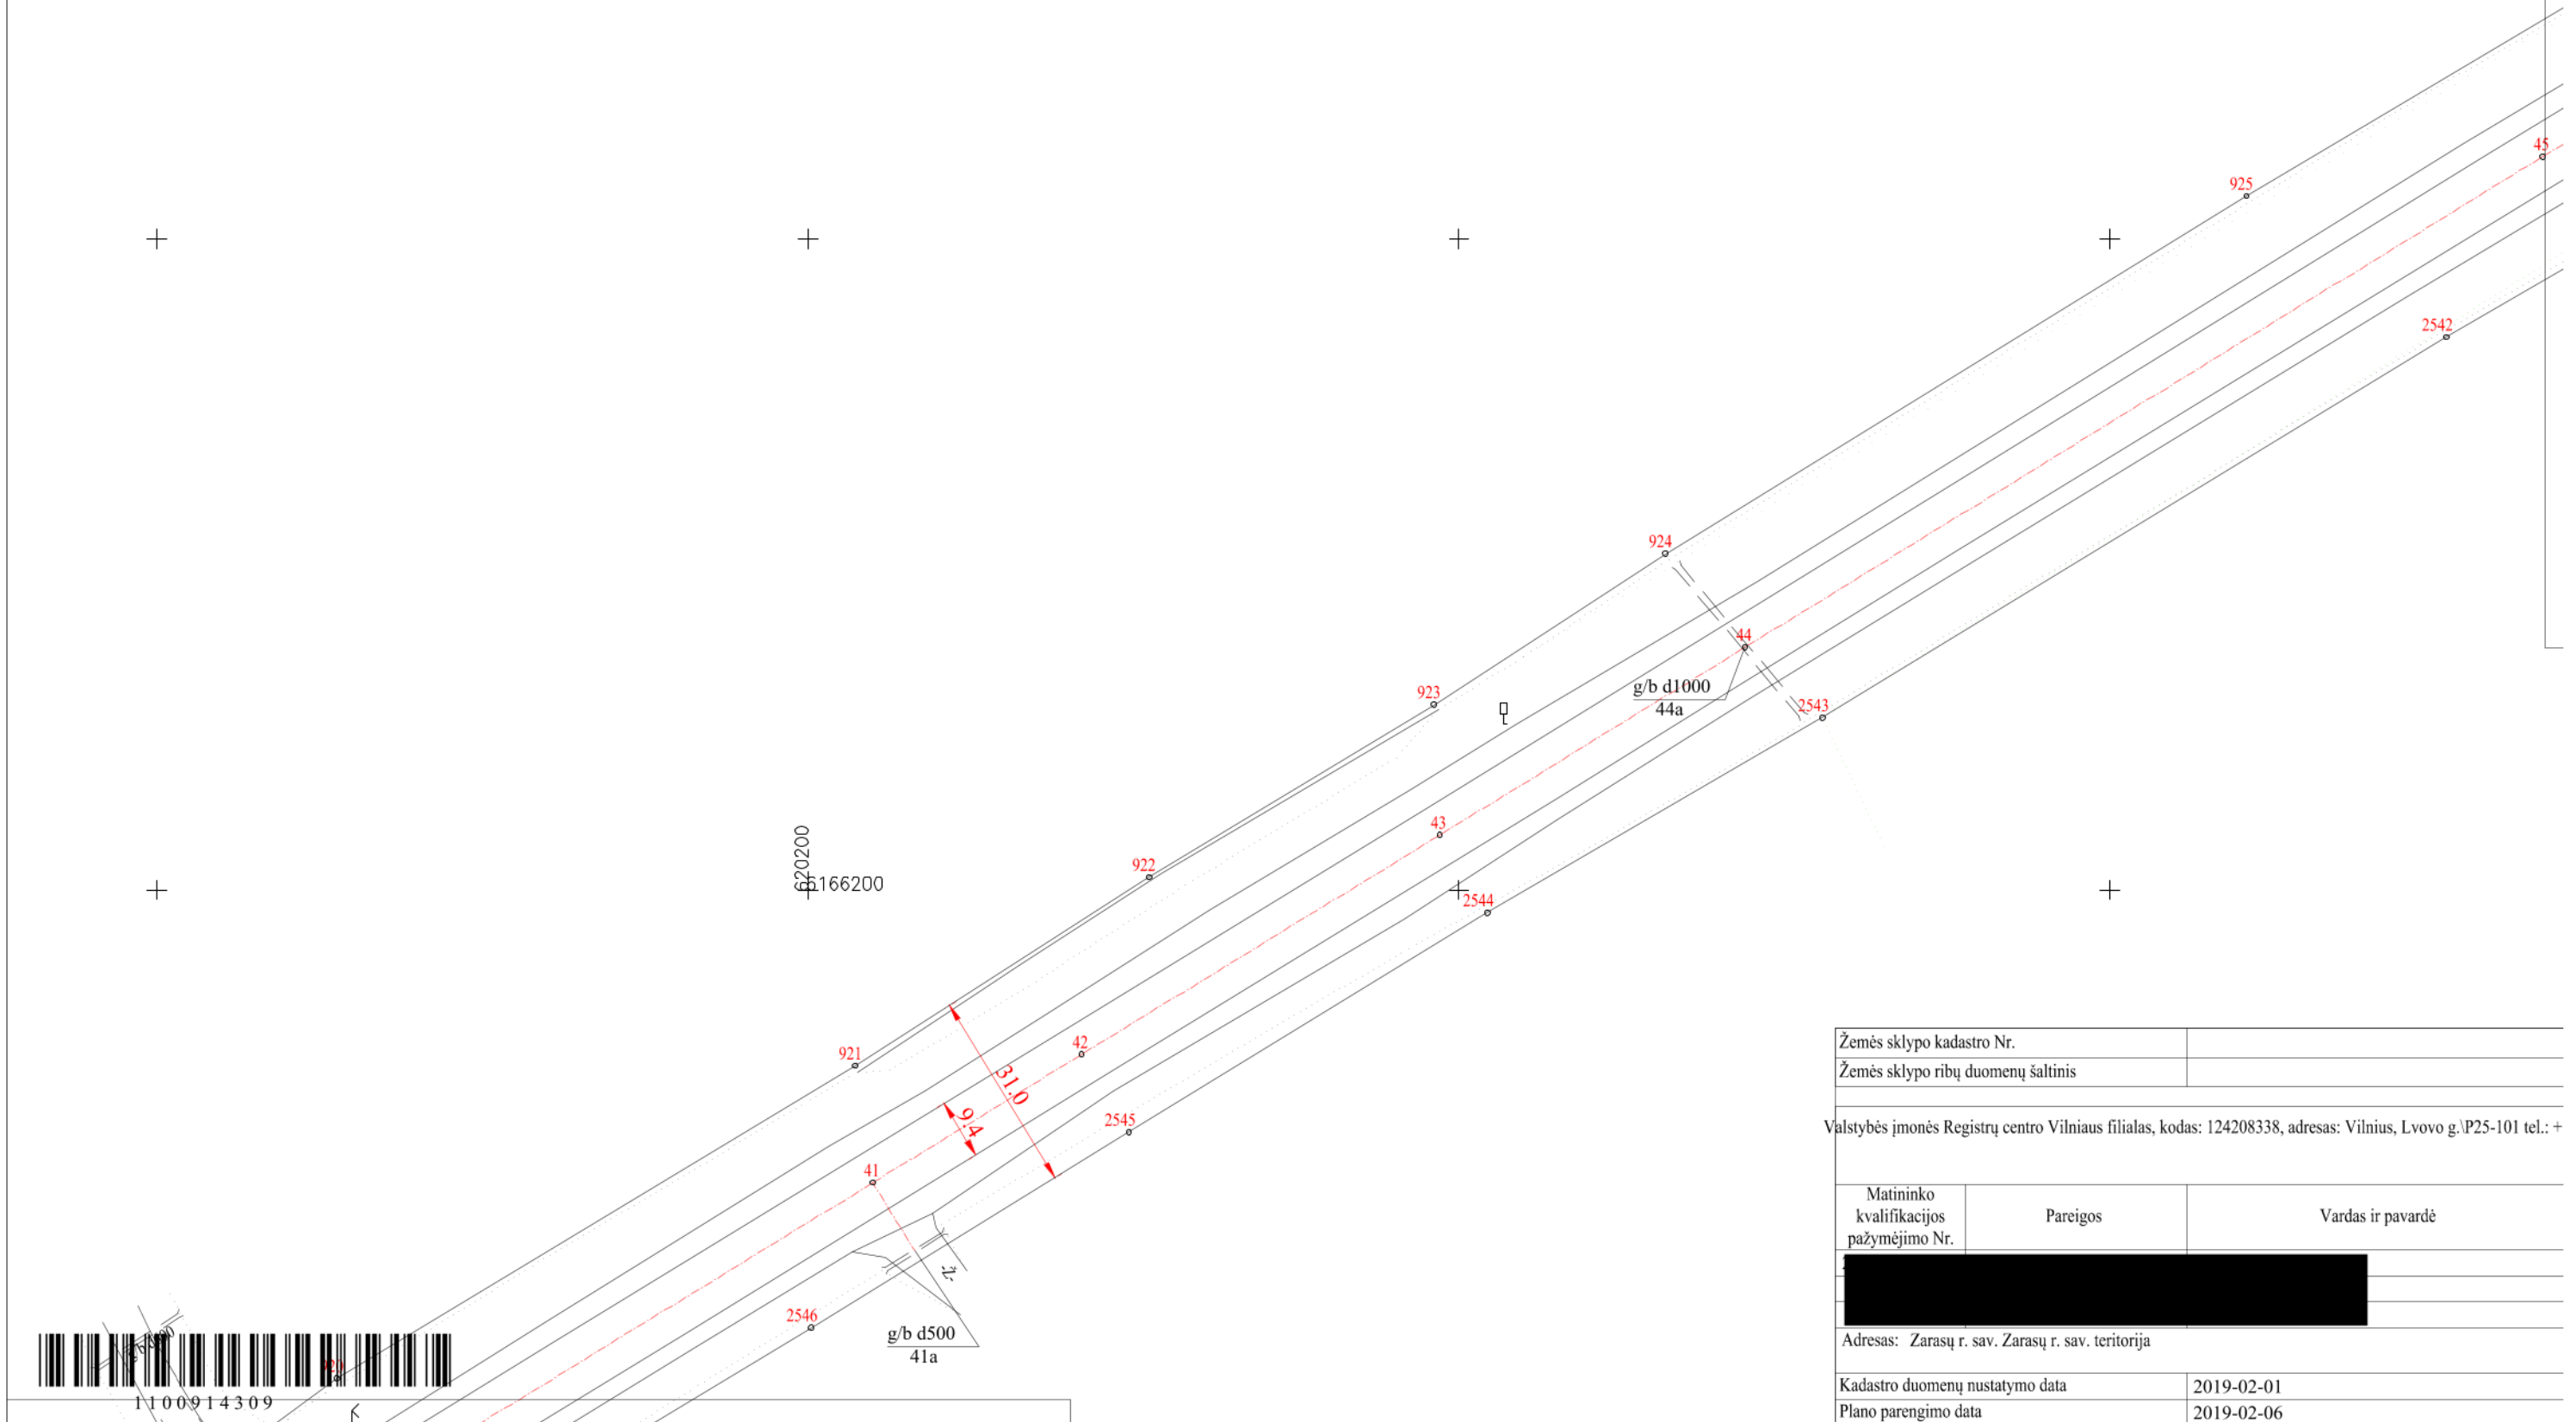 45
925
2542
924
44
g/b d1000
44a
2543
923
43
922
620200
6166200
2544
42
921
31.0
9.4
2545
41
-Ž-
2546
g/b d500
41a
920
1100914309
Žemės sklypo kadastro Nr.
Žemės sklypo ribų duomenų šaltinis
Valstybės įmonės Registrų centro Vilniaus filialas, kodas: 124208338, adresas: Vilnius, Lvovo g.\P25-101 tel.: +
Matininko kvalifikacijos pažymėjimo Nr.
Pareigos
Vardas ir pavardė
Adresas: Zarasų r. sav. Zarasų r. sav. teritorija
Kadastro duomenų nustatymo data 2019-02-01
Plano parengimo data 2019-02-06